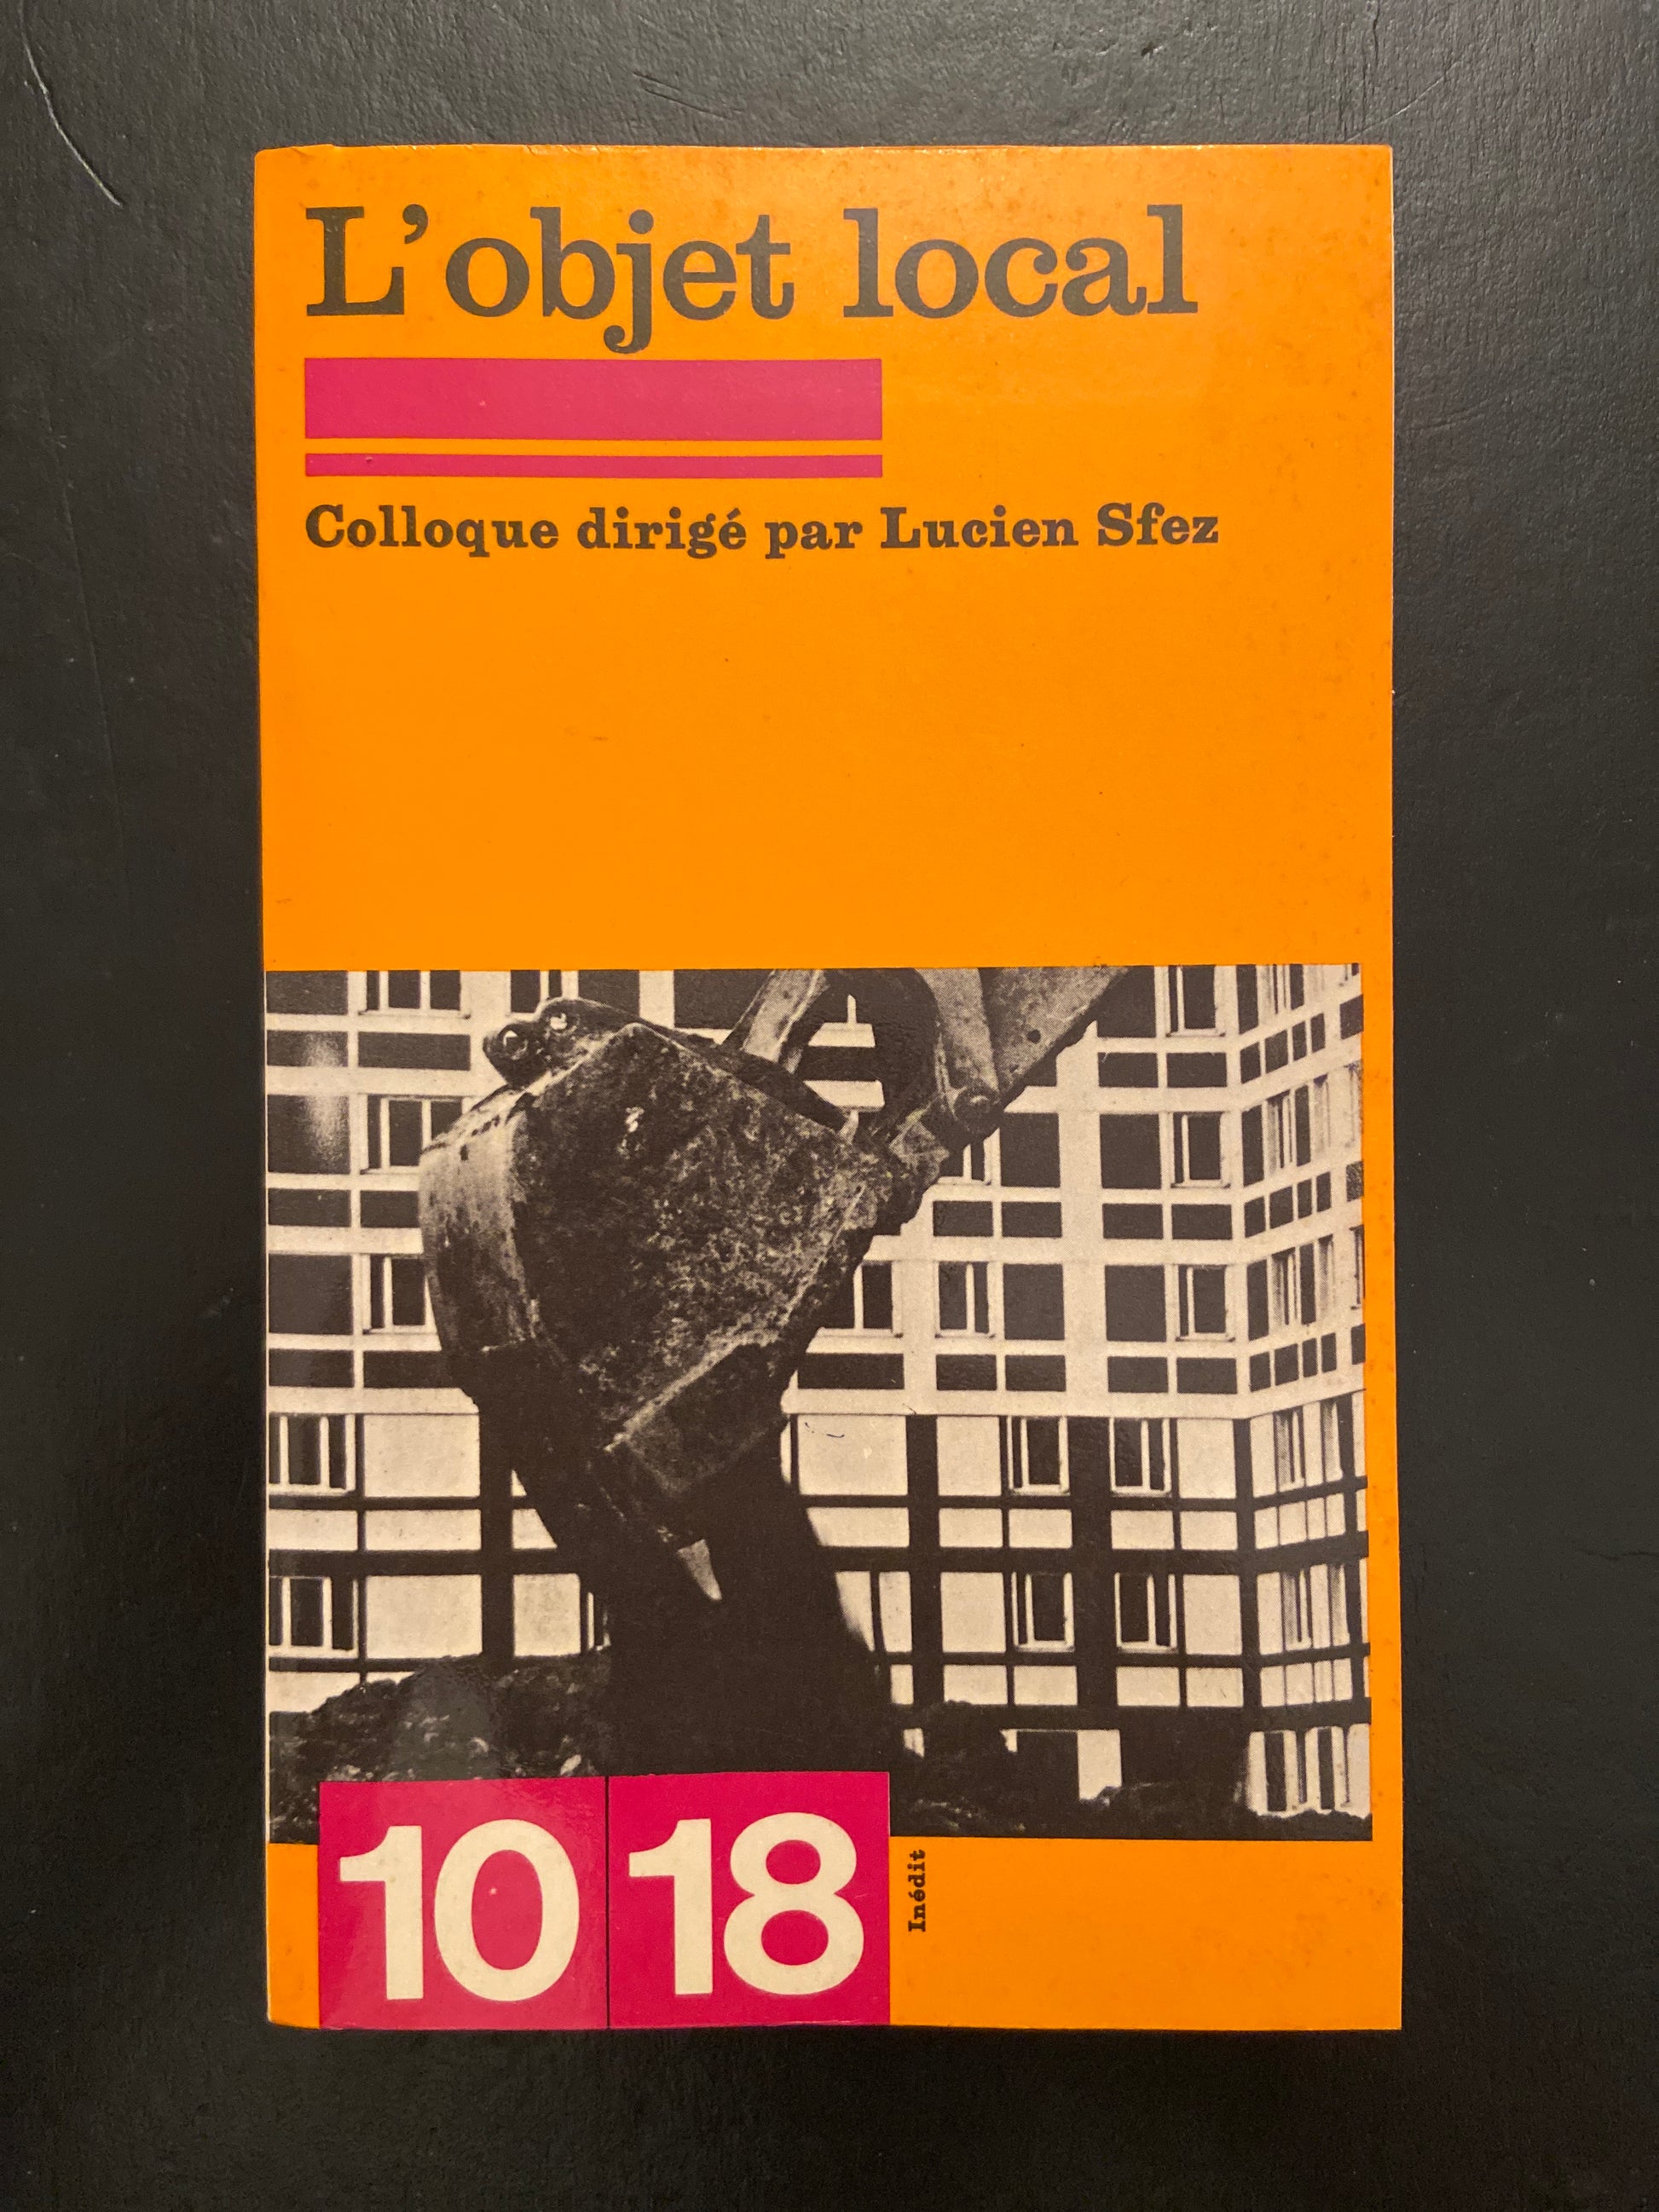 L'objet local
Colloque dirigé par Lucien Sfez
10 18
Inédit